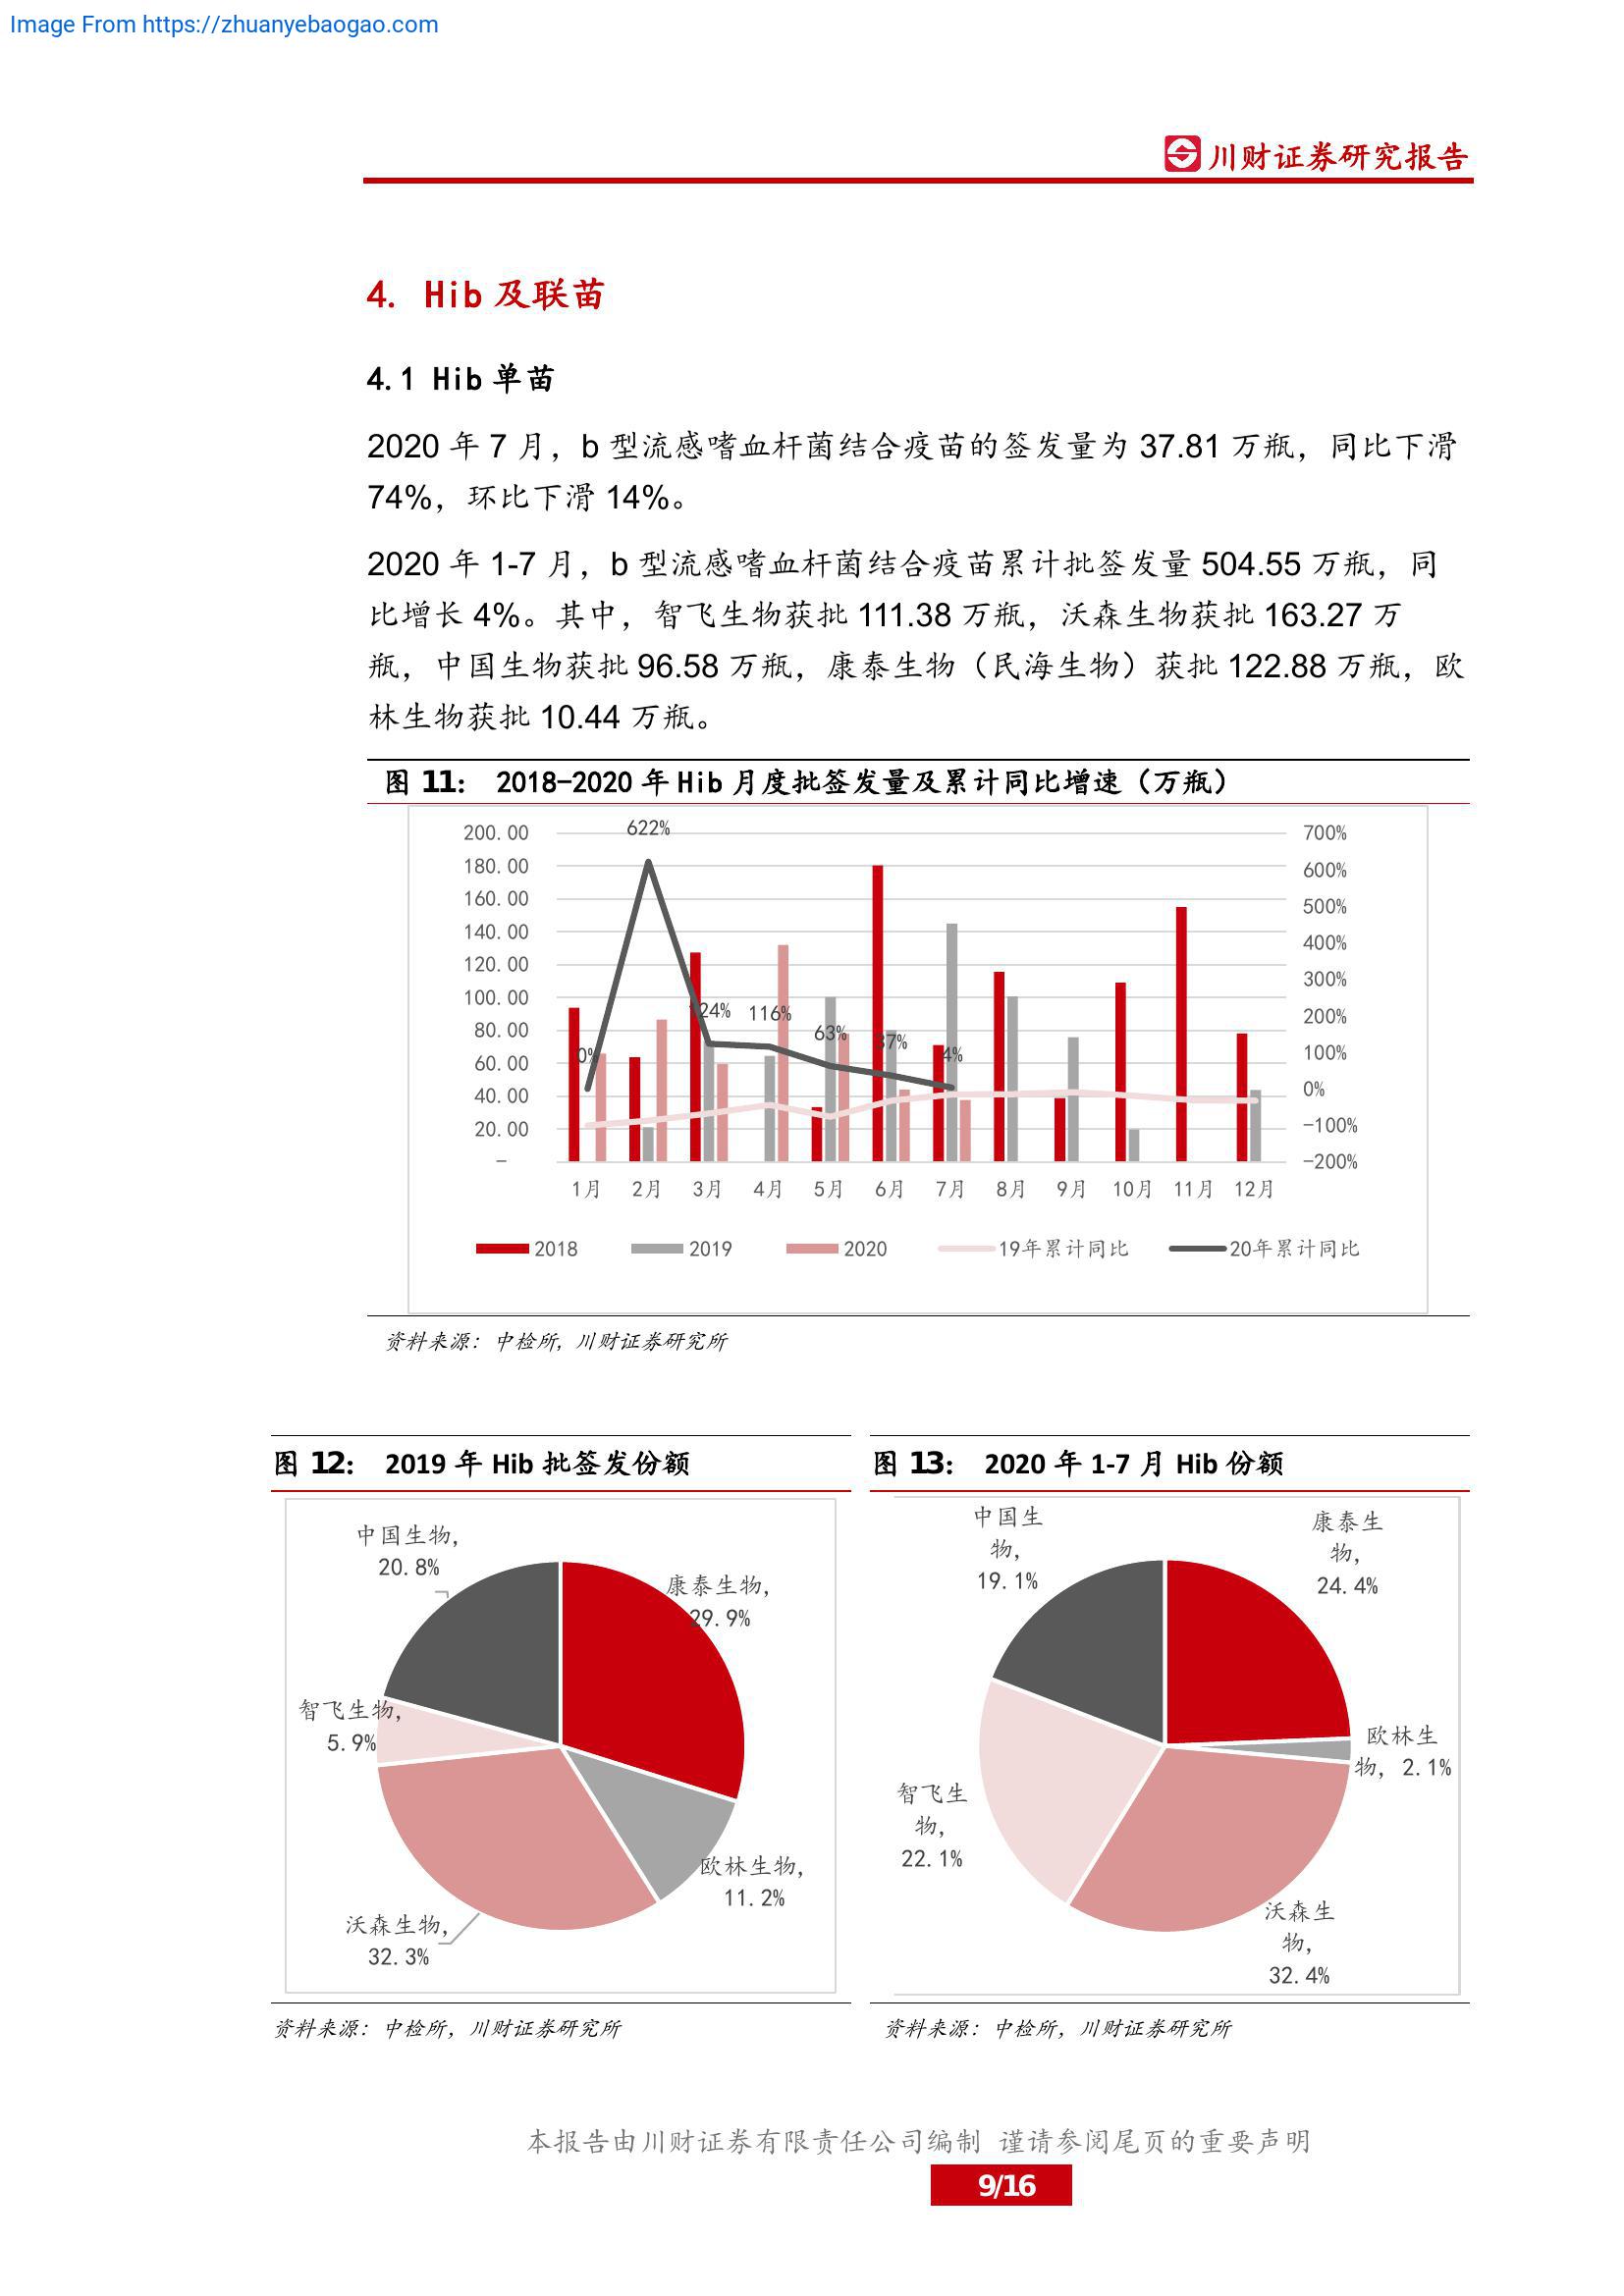 Image From https://zhuanyebaogao.com
川财证券研究报告
4. Hib 及联苗
4.1 Hib 单苗
2020 年 7 月，b 型流感嗜血杆菌结合疫苗的签发量为 37.81 万瓶，同比下滑
74%，环比下滑 14%。
2020 年 1-7 月，b 型流感嗜血杆菌结合疫苗累计批签发量 504.55 万瓶，同
比增长 4%。其中，智飞生物获批 111.38 万瓶，沃森生物获批 163.27 万
瓶，中国生物获批 96.58 万瓶，康泰生物（民海生物）获批 122.88 万瓶，欧
林生物获批 10.44 万瓶。
图 11： 2018-2020 年 Hib 月度批签发量及累计同比增速（万瓶）
200.00
180.00
160.00
140.00
120.00
100.00
80.00
60.00
40.00
20.00
-
622%
0%
124%
116%
63%
37%
4%
700%
600%
500%
400%
300%
200%
100%
0%
-100%
-200%
1月 2月 3月 4月 5月 6月 7月 8月 9月 10月 11月 12月
2018 2019 2020 19年累计同比 20年累计同比
资料来源：中检所，川财证券研究所
图 12： 2019 年 Hib 批签发份额
中国生物,
20.8%
康泰生物,
29.9%
智飞生物,
5.9%
欧林生物,
11.2%
沃森生物,
32.3%
资料来源：中检所，川财证券研究所
图 13： 2020 年 1-7 月 Hib 份额
中国生
物,
19.1%
康泰生
物,
24.4%
欧林生
物, 2.1%
智飞生
物,
22.1%
沃森生
物,
32.4%
资料来源：中检所，川财证券研究所
本报告由川财证券有限责任公司编制 谨请参阅尾页的重要声明
9/16